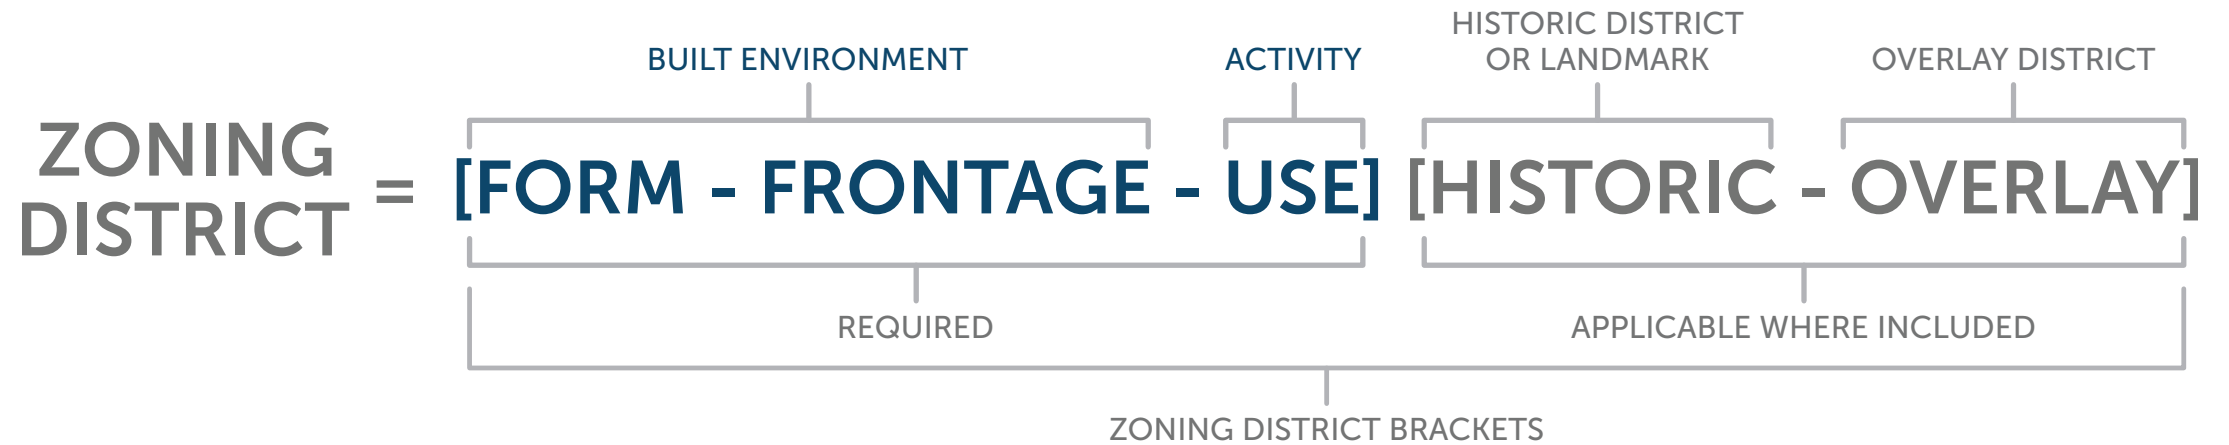 HISTORIC DISTRICT
OR LANDMARK
BUILT ENVIRONMENT
ACTIVITY
OVERLAY DISTRICT
ZONING
DISTRICT
= [FORM - FRONTAGE - USE] [HISTORIC - OVERLAY]
REQUIRED
APPLICABLE WHERE INCLUDED
ZONING DISTRICT BRACKETS